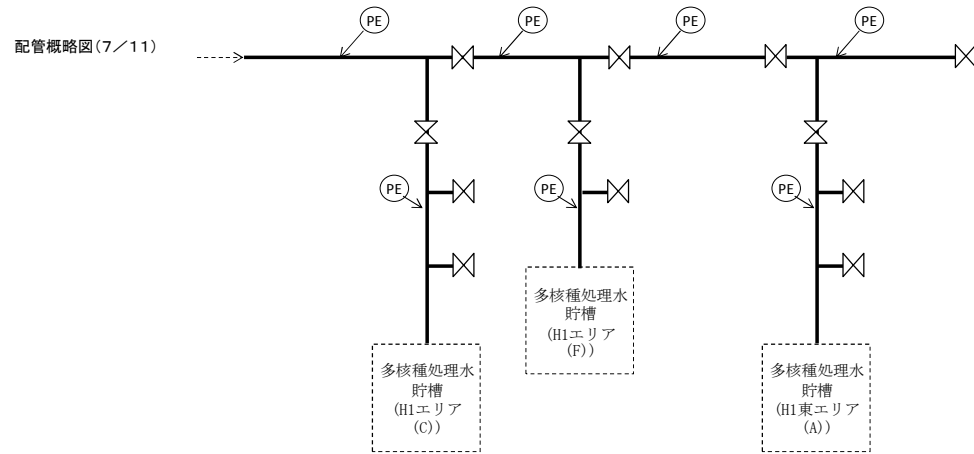 PE
PE
PE
PE
配管概略図(7/11)
PE
PE
PE
多核種処理水
貯槽
(H1エリア
(F))
多核種処理水
貯槽
(H1エリア
(C))
多核種処理水
貯槽
(H1東エリア
(A))